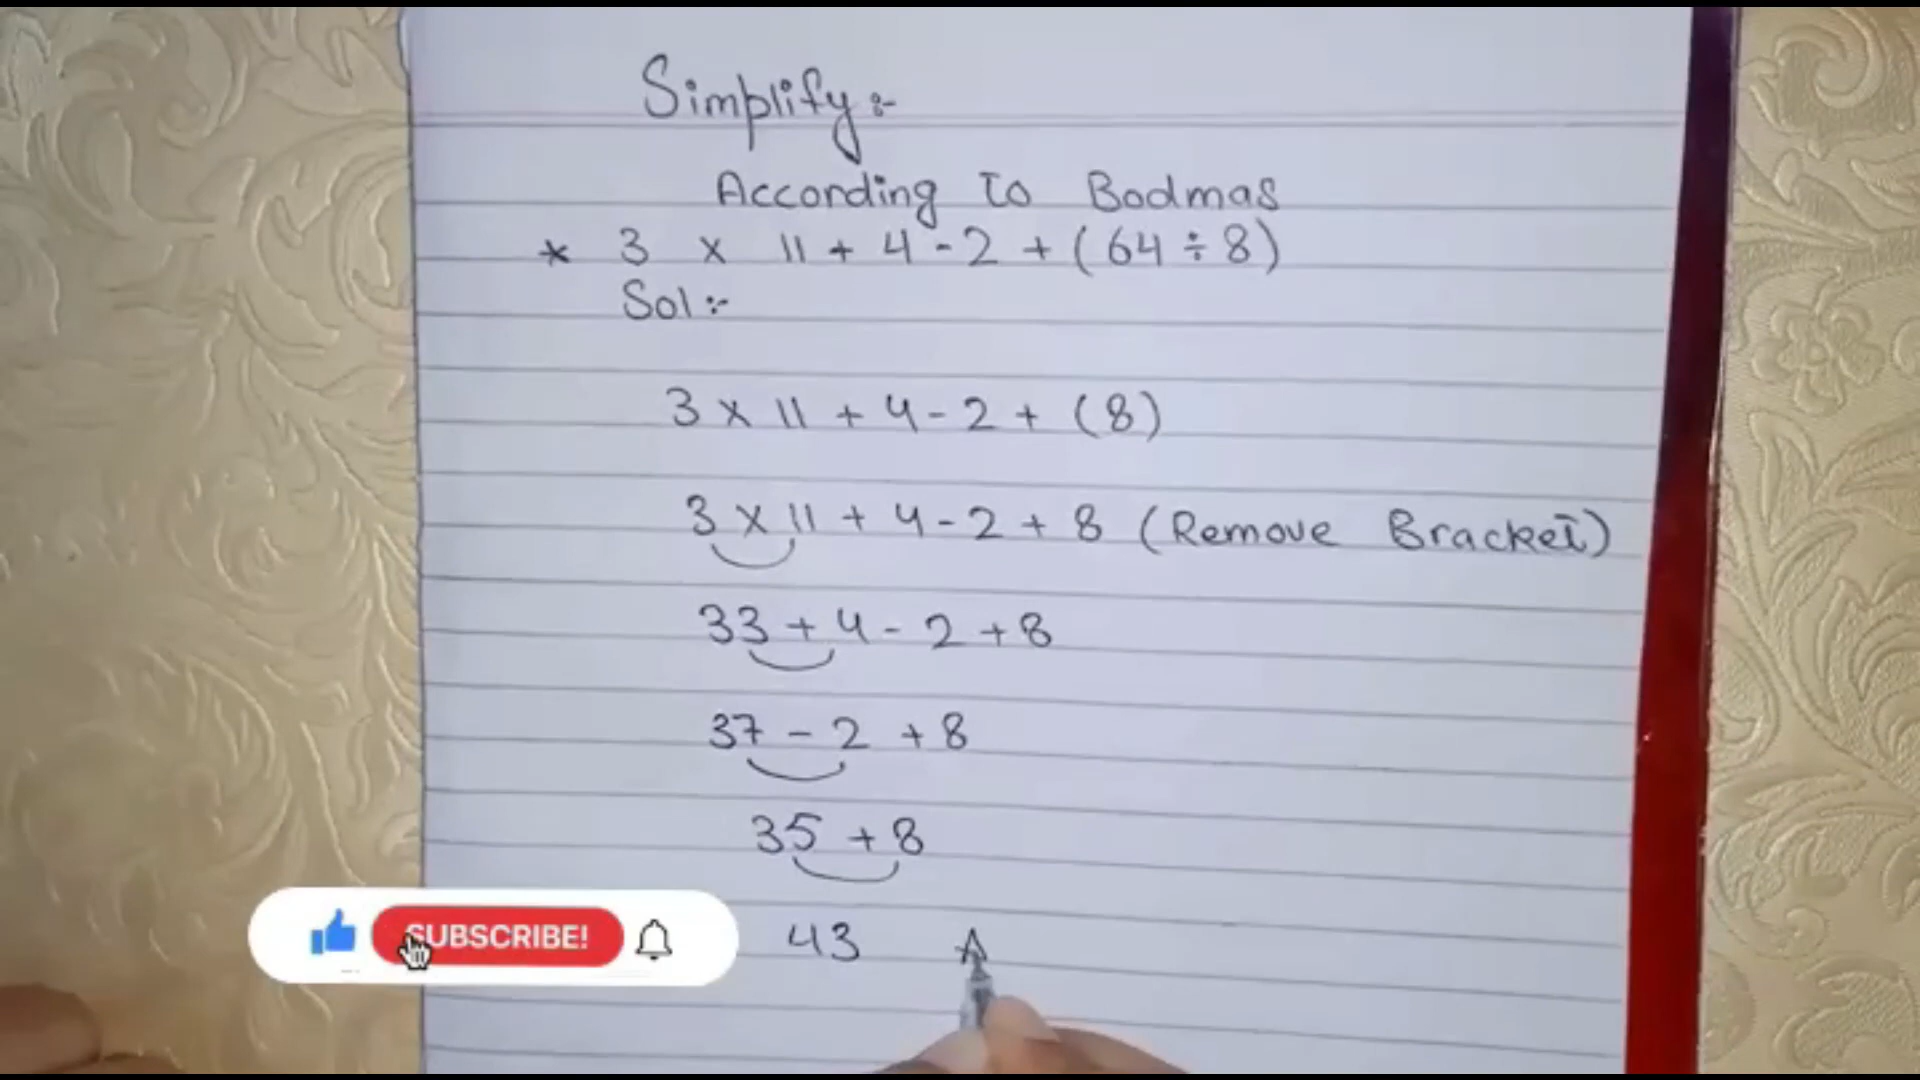 Simplify:-
According to Bodmas
* 3 x 11 + 4 - 2 + (64 ÷ 8)
Sol:-
3 x 11 + 4 - 2 + (8)
3 x 11 + 4 - 2 + 8 (Remove Bracket)
33 + 4 - 2 + 8
37 - 2 + 8
35 + 8
SUBSCRIBE!
43 A